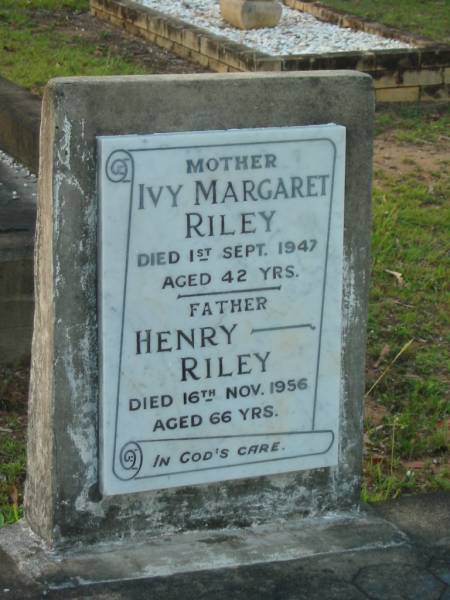 MOTHER
IVY MARGARET
RILEY
DIED 1ST SEPT. 1947
AGED 42 YRS.
FATHER
HENRY
RILEY
DIED 16TH NOV. 1956
AGED 66 YRS.
IN GOD'S CARE.